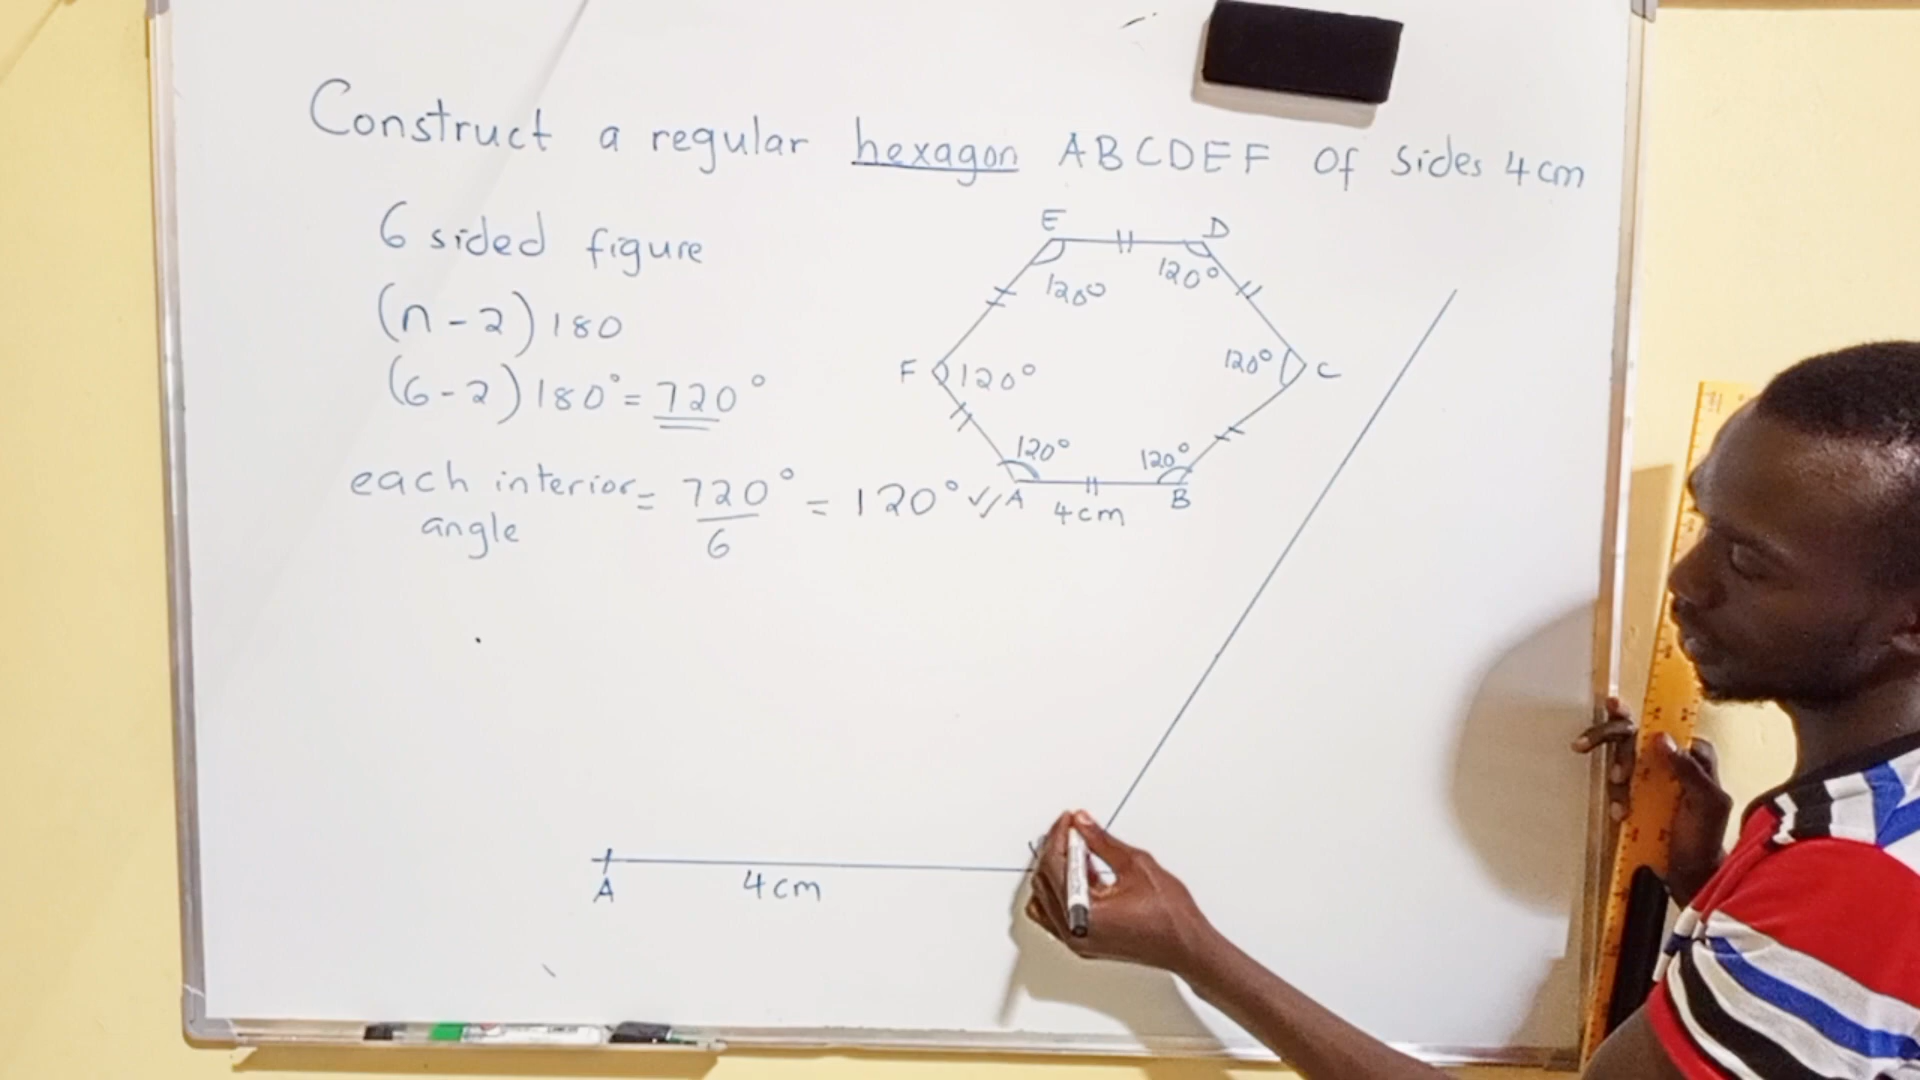 Construct a regular hexagon ABCDEF of sides 4cm
6 sided figure
(n-2)180
(6-2)180°=720°
each interior angle = 720°/6 = 120°
E
D
120°
120°
F
120°
120°
C
120°
120°
A
B
4cm
A
4cm